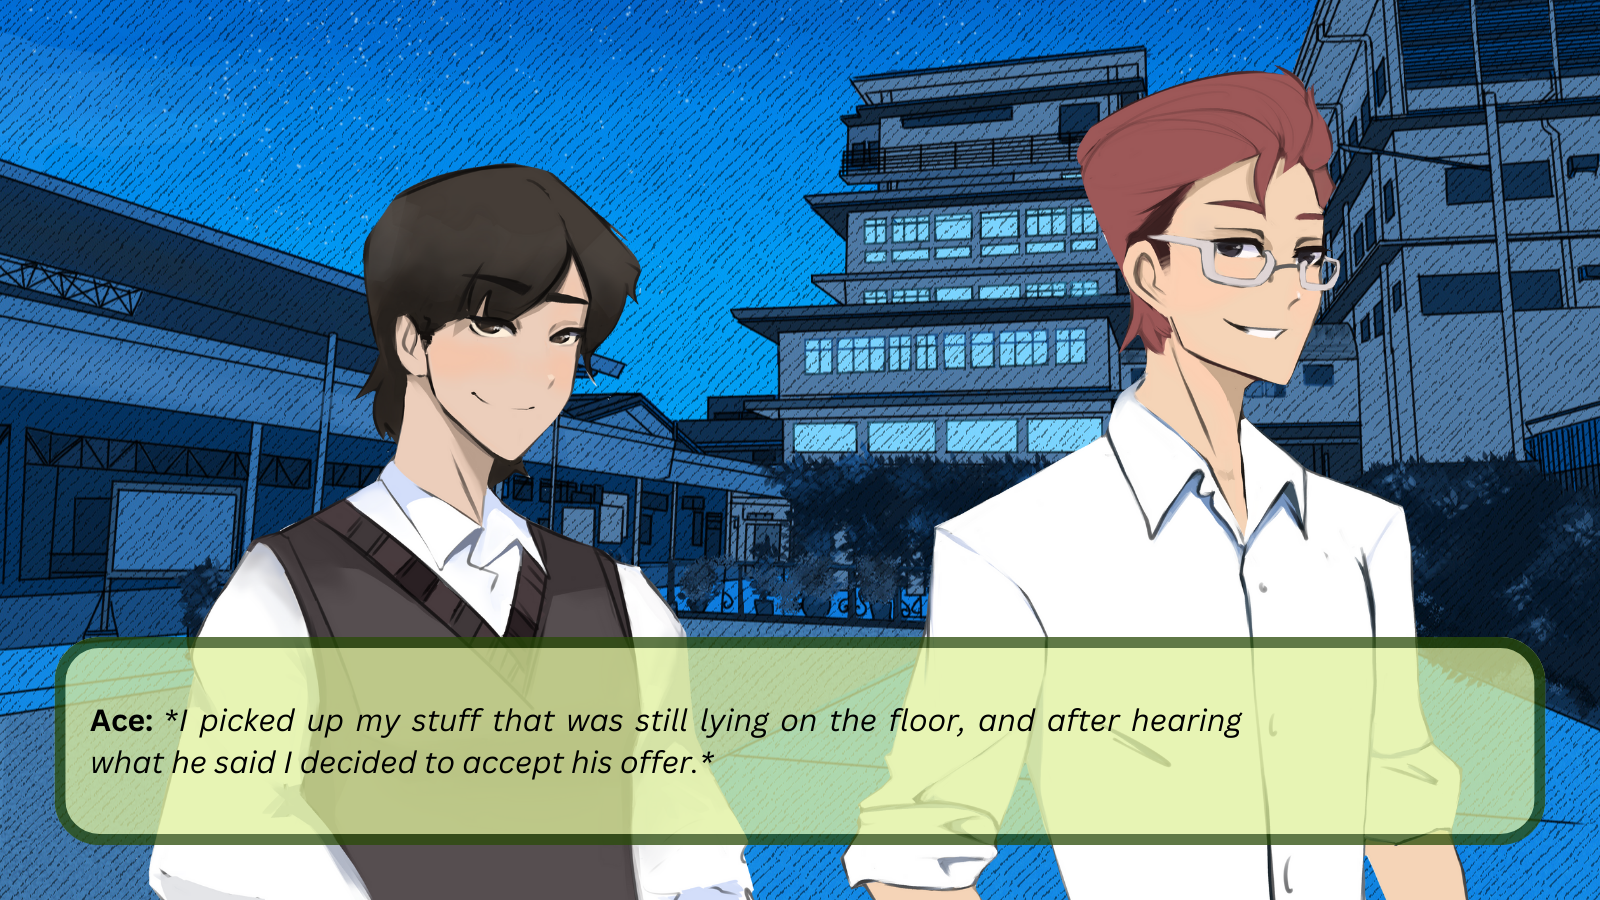 Ace: *I picked up my stuff that was still lying on the floor, and after hearing
what he said I decided to accept his offer.*